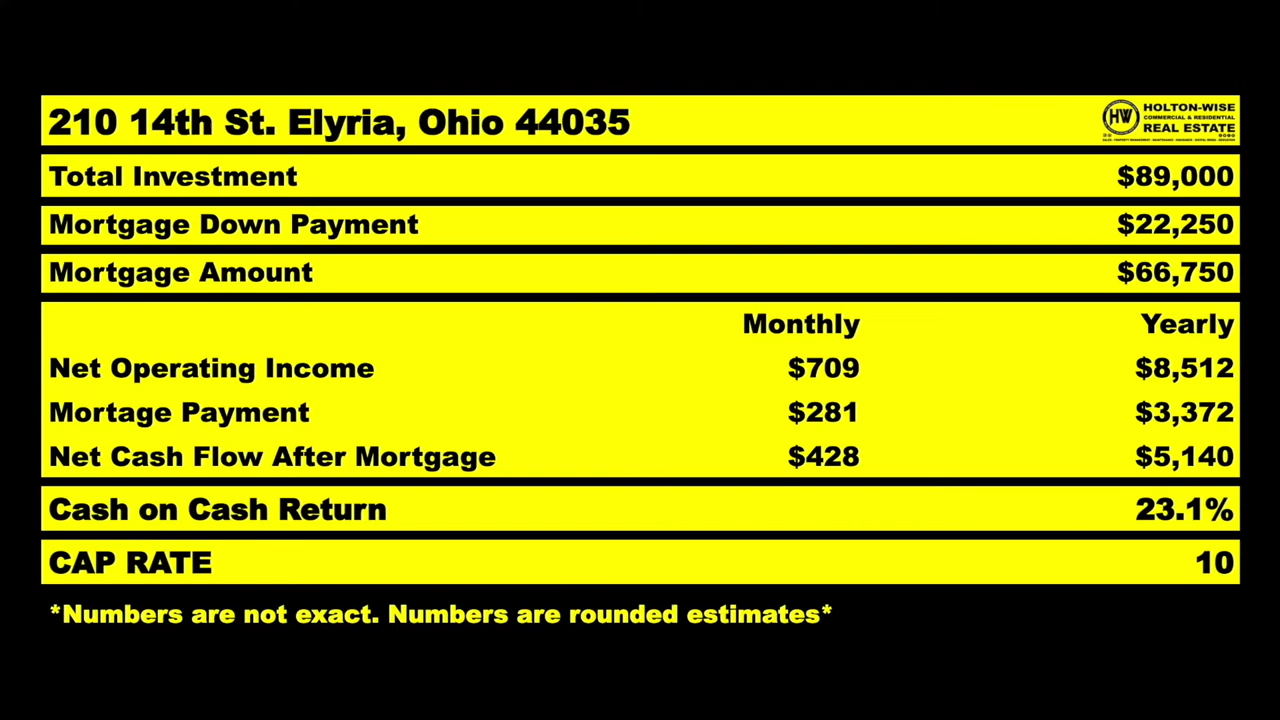 210 14th St. Elyria, Ohio 44035
HW
HOLTON-WISE
COMMERCIAL & RESIDENTIAL
REAL ESTATE
Total Investment $89,000
Mortgage Down Payment $22,250
Mortgage Amount $66,750
Monthly Yearly
Net Operating Income $709 $8,512
Mortage Payment $281 $3,372
Net Cash Flow After Mortgage $428 $5,140
Cash on Cash Return 23.1%
CAP RATE 10
*Numbers are not exact. Numbers are rounded estimates*